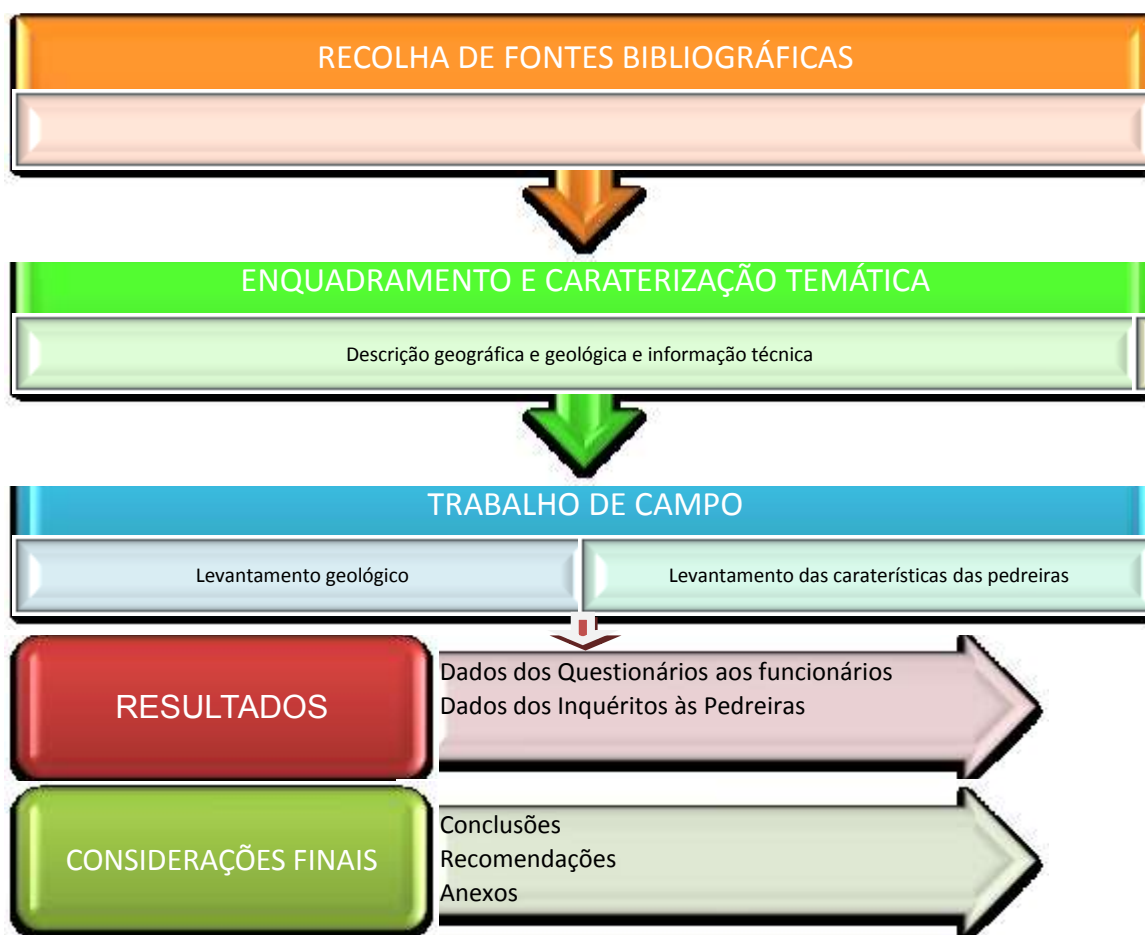 RECOLHA DE FONTES BIBLIOGRÁFICAS
ENQUADRAMENTO E CARATERIZAÇÃO TEMÁTICA
Descrição geográfica e geológica e informação técnica
TRABALHO DE CAMPO
Levantamento geológico
Levantamento das caraterísticas das pedreiras
RESULTADOS
Dados dos Questionários aos funcionários
Dados dos Inquéritos às Pedreiras
CONSIDERAÇÕES FINAIS
Conclusões
Recomendações
Anexos